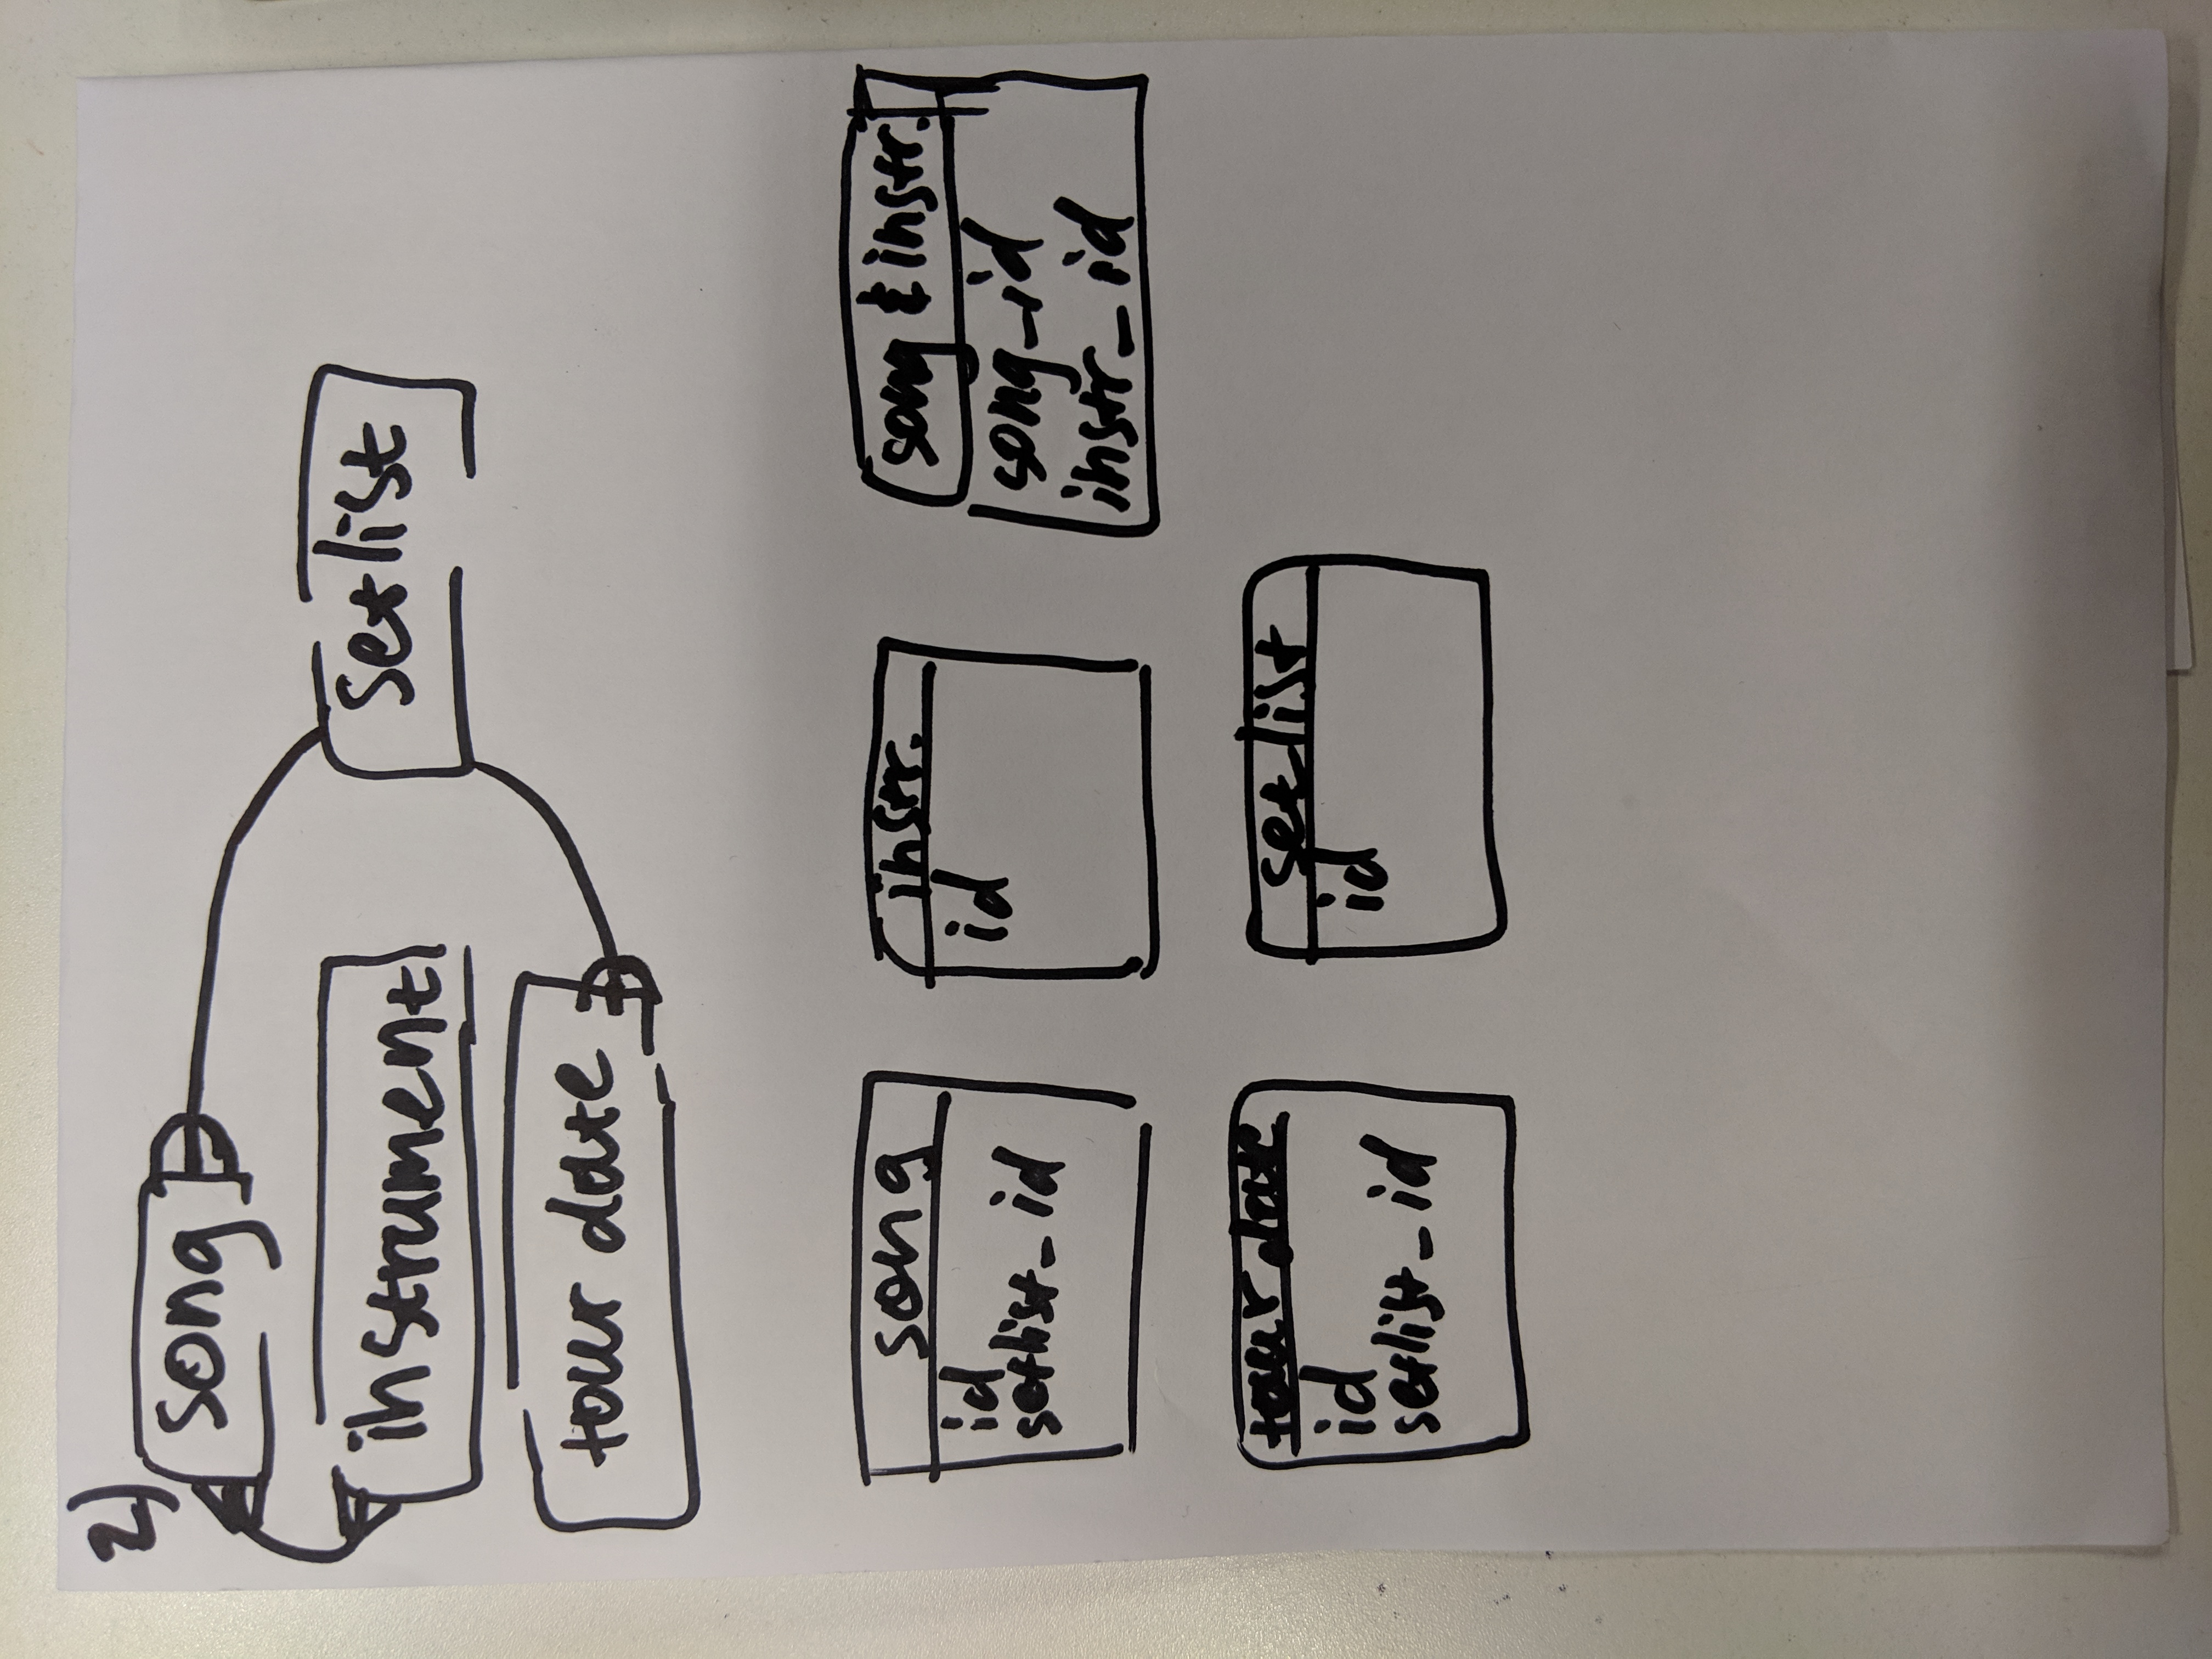 2)
song
instrument
setlist
tour date
song
id
setlist_id
instr.
id
song & instr.
song_id
instr_id
tour date
id
setlist_id
setlist
id